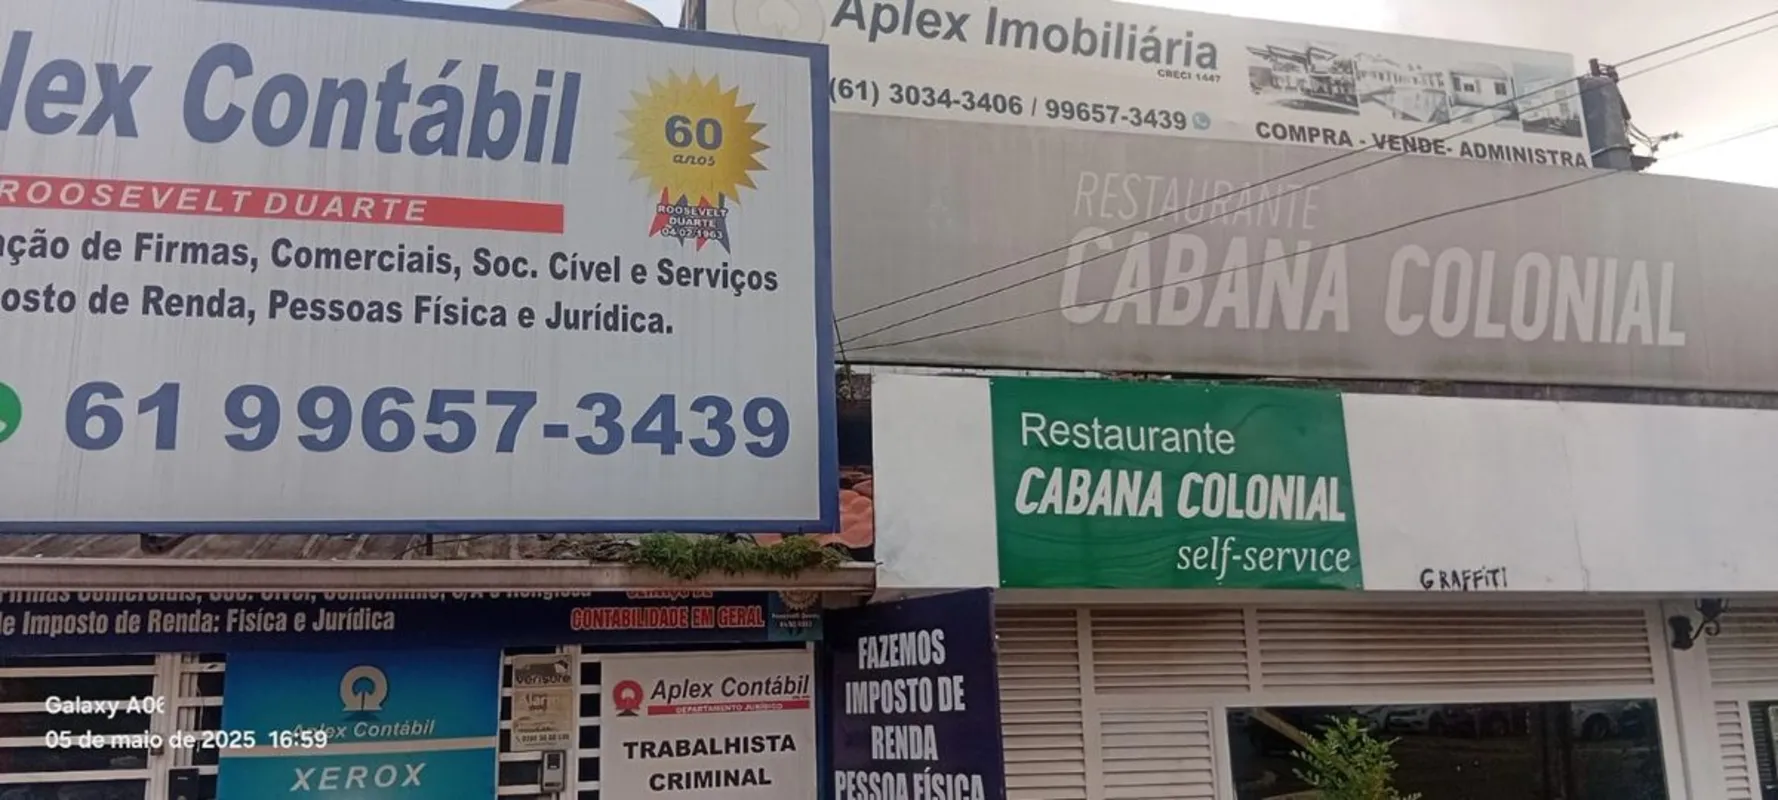 lex Contábil
60
anos
ROOSEVELT
DUARTE
04/02/1963
ROOSEVELT DUARTE
ação de Firmas, Comerciais, Soc. Cível e Serviços
osto de Renda, Pessoas Física e Jurídica.
61 99657-3439
Aplex Imobiliária
CRECI 1447
(61) 3034-3406 / 99657-3439
COMPRA - VENDE- ADMINISTRA
RESTAURANTE
CABANA COLONIAL
Restaurante
CABANA COLONIAL
self-service
GRAFFITI
de Imposto de Renda: Física e Jurídica
SERVIÇO DE
CONTABILIDADE EM GERAL
Aplex Contábil
XEROX
verisure
Aplex Contábil
DEPARTAMENTO JURÍDICO
TRABALHISTA
CRIMINAL
FAZEMOS
IMPOSTO DE
RENDA
PESSOA FÍSICA
Galaxy A06
05 de maio de 2025 16:59